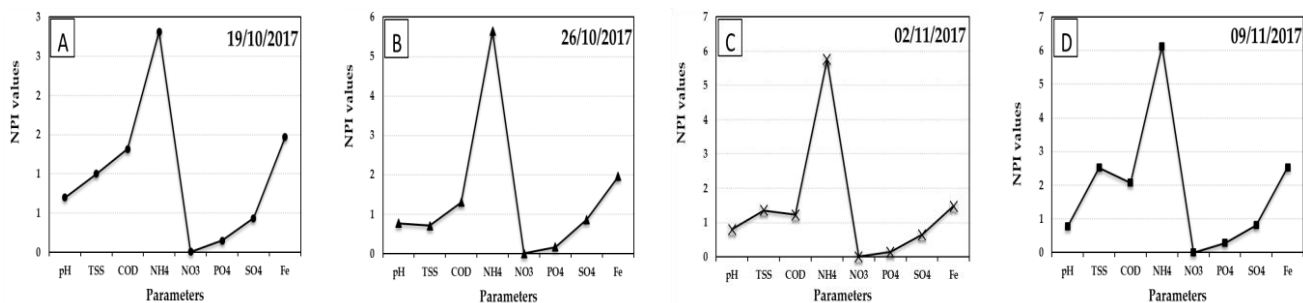 A
19/10/2017
NPI values
3
3
2
2
1
1
0
pH TSS COD NH4 NO3 PO4 SO4 Fe
Parameters
B
26/10/2017
NPI values
6
5
4
3
2
1
0
pH TSS COD NH4 NO3 PO4 SO4 Fe
Parameters
C
02/11/2017
NPI values
7
6
5
4
3
2
1
0
pH TSS COD NH4 NO3 PO4 SO4 Fe
Parameters
D
09/11/2017
NPI values
7
6
5
4
3
2
1
0
pH TSS COD NH4 NO3 PO4 SO4 Fe
Parameters